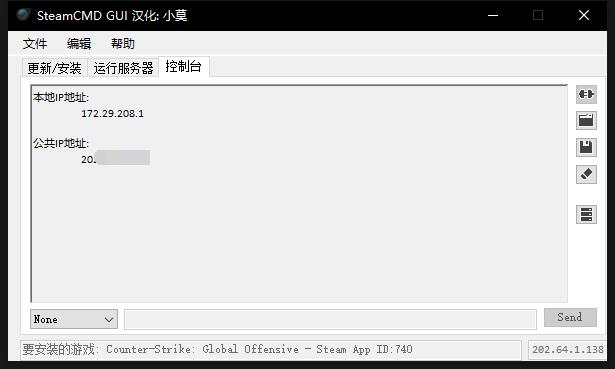 SteamCMD GUI 汉化: 小莫
文件 编辑 帮助
更新/安装 运行服务器 控制台
本地IP地址:
172.29.208.1
公共IP地址:
20
None
Send
要安装的游戏: Counter-Strike: Global Offensive - Steam App ID:740
202.64.1.138